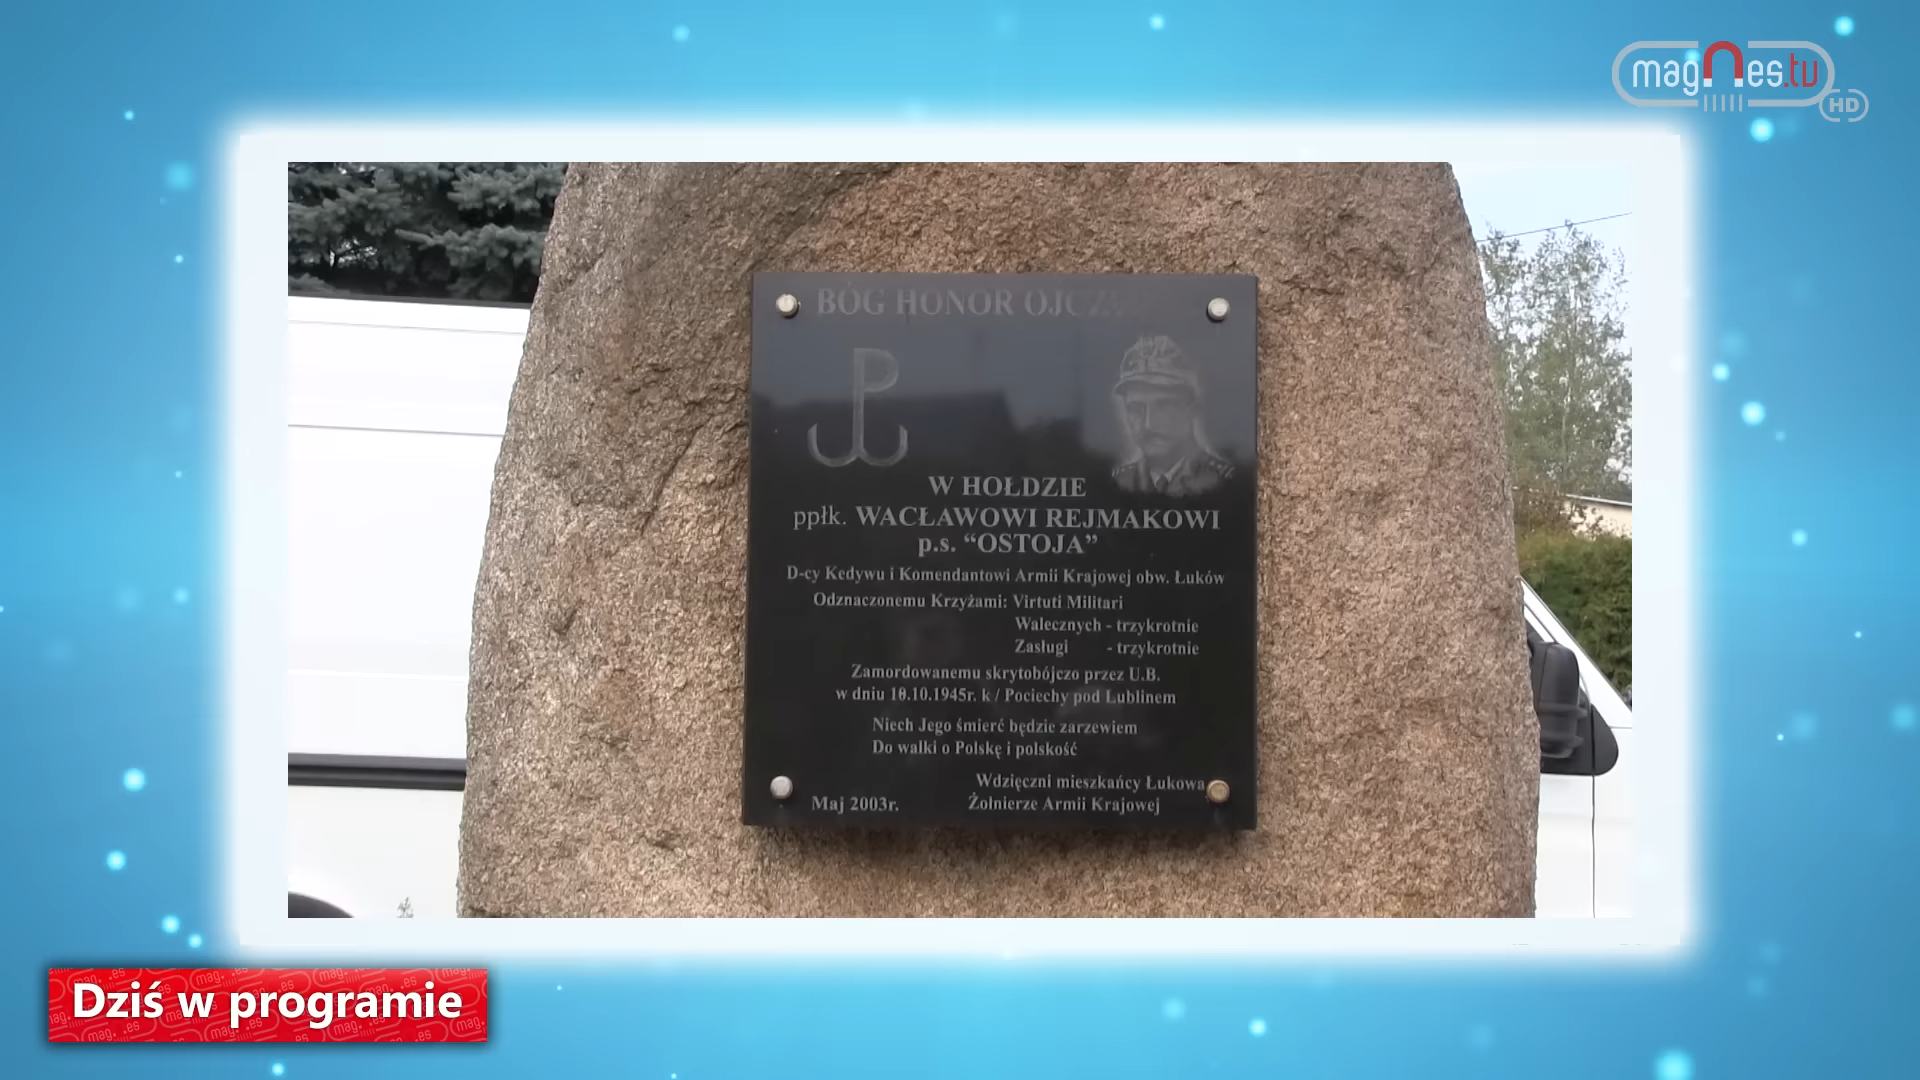 magnes.tv
HD
BÓG HONOR OJCZ
W HOŁDZIE
ppłk. WACŁAWOWI REJMAKOWI
p.s. “OSTOJA”
D-cy Kedywu i Komendantowi Armii Krajowej obw. Łuków
Odznaczonemu Krzyżami: Virtuti Militari
Walecznych - trzykrotnie
Zasługi - trzykrotnie
Zamordowanemu skrytobójczo przez U.B.
w dniu 10.10.1945r. k / Pociechy pod Lublinem
Niech Jego śmierć będzie zarzewiem
Do walki o Polskę i polskość
Wdzięczni mieszkańcy Łukowa
Maj 2003r. Żołnierze Armii Krajowej
Dziś w programie